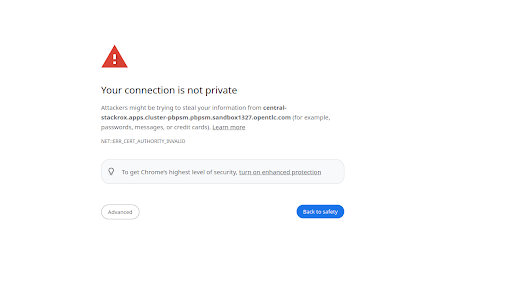 Your connection is not private
Attackers might be trying to steal your information from central-
stackrox.apps.cluster-pbpsm.pbpsm.sandbox1327.opentlc.com (for example,
passwords, messages, or credit cards). Learn more
NET::ERR_CERT_AUTHORITY_INVALID
To get Chrome's highest level of security, turn on enhanced protection
Advanced
Back to safety